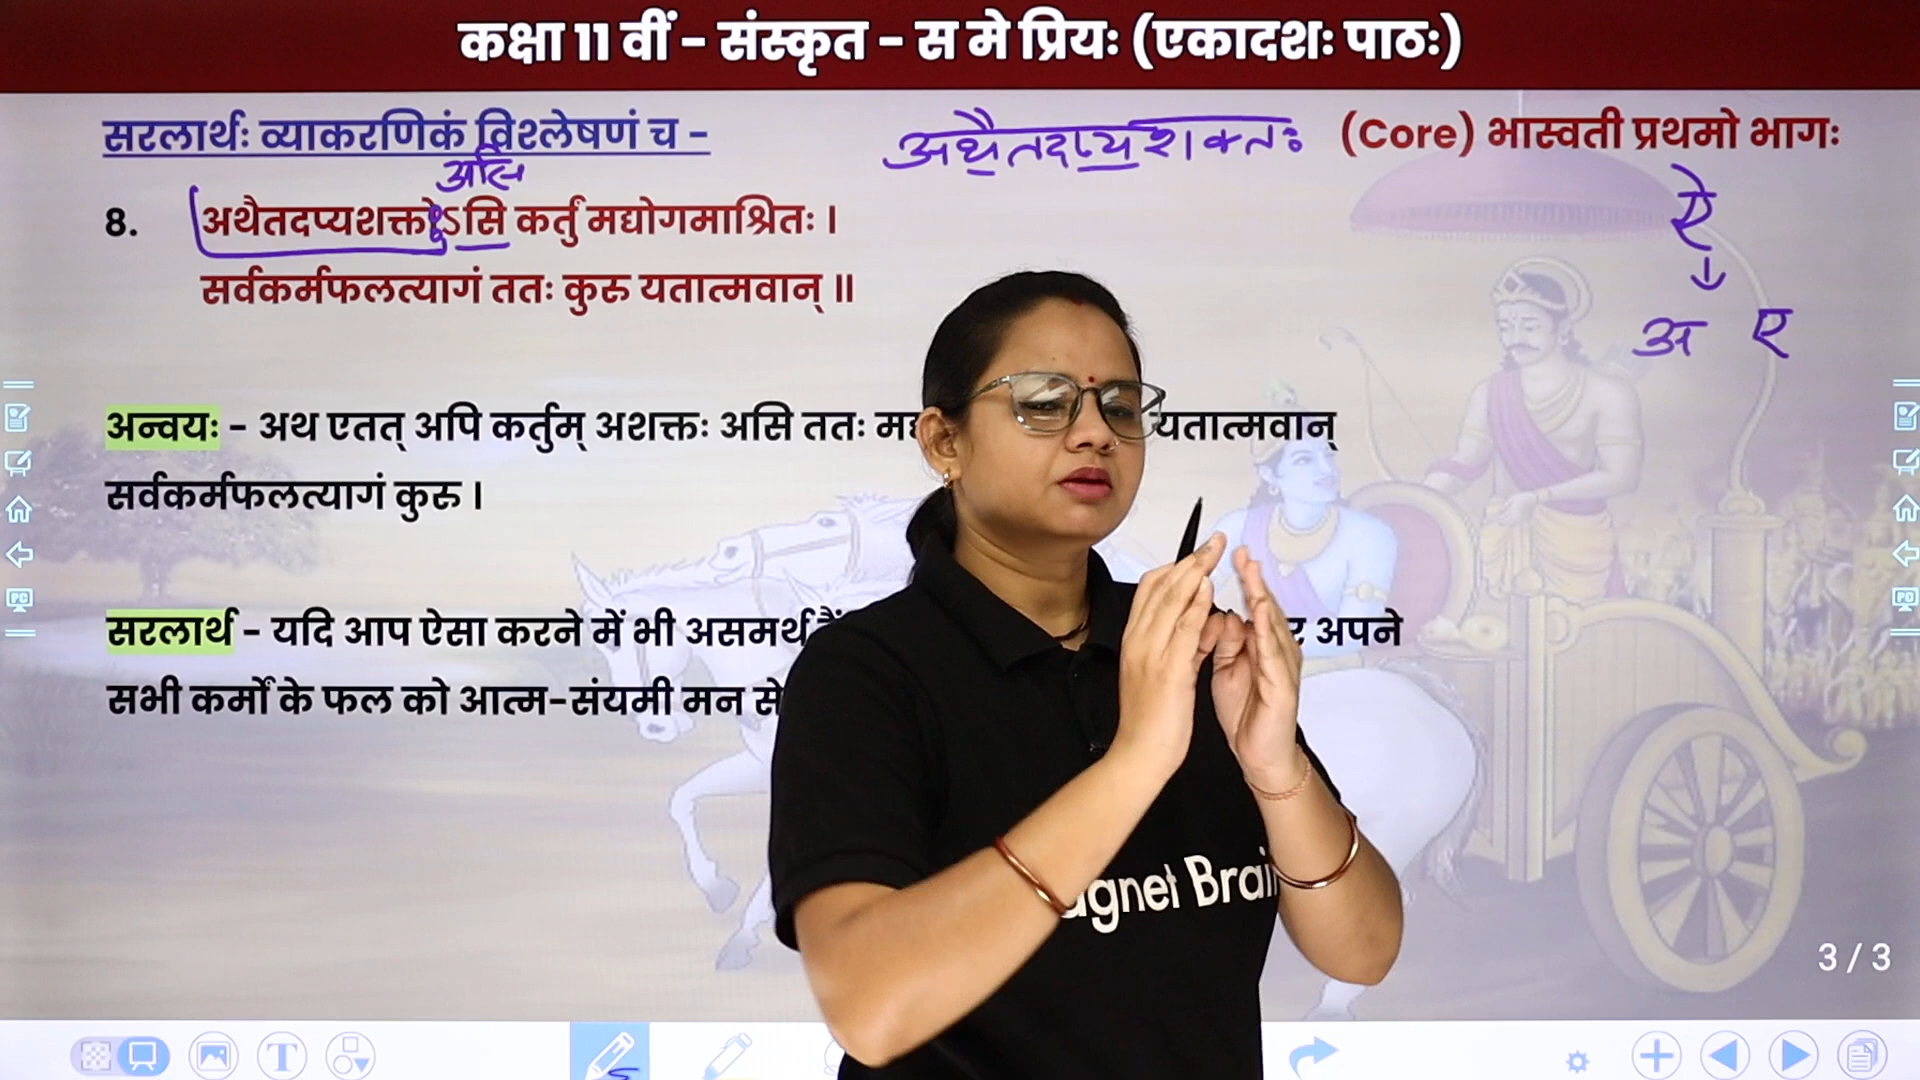 कक्षा 11 वीं - संस्कृत - स मे प्रियः (एकादशः पाठः)
सरलार्थः व्याकरणिकं विश्लेषणं च -
अथैतदप्यशक्तः
(Core) भास्वती प्रथमो भागः
असि
8. अथैतदप्यशक्तोऽसि कर्तुं मद्योगमाश्रितः ।
सर्वकर्मफलत्यागं ततः कुरु यतात्मवान् ॥
ऐ
अ ए
अन्वयः - अथ एतत् अपि कर्तुम् अशक्तः असि ततः यतात्मवान्
सर्वकर्मफलत्यागं कुरु ।
सरलार्थ - यदि आप ऐसा करने में भी असमर्थ अपने
सभी कर्मों के फल को आत्म-संयमी मन से
agnet Brai
3 / 3